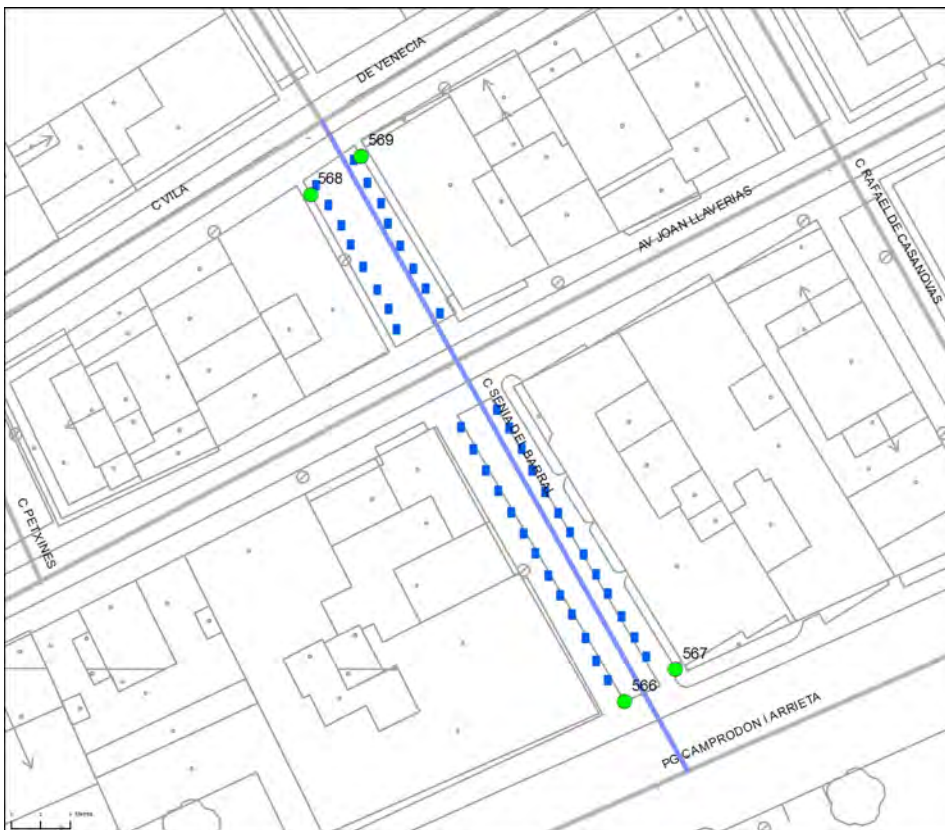 DE VENECIA
569
568
C VILA
C RAFAEL DE CASANOVAS
AV JOAN LLAVERIAS
C SENIA DEL BARRAL
C PETXINES
567
566
PG CAMPRODON I ARRIETA